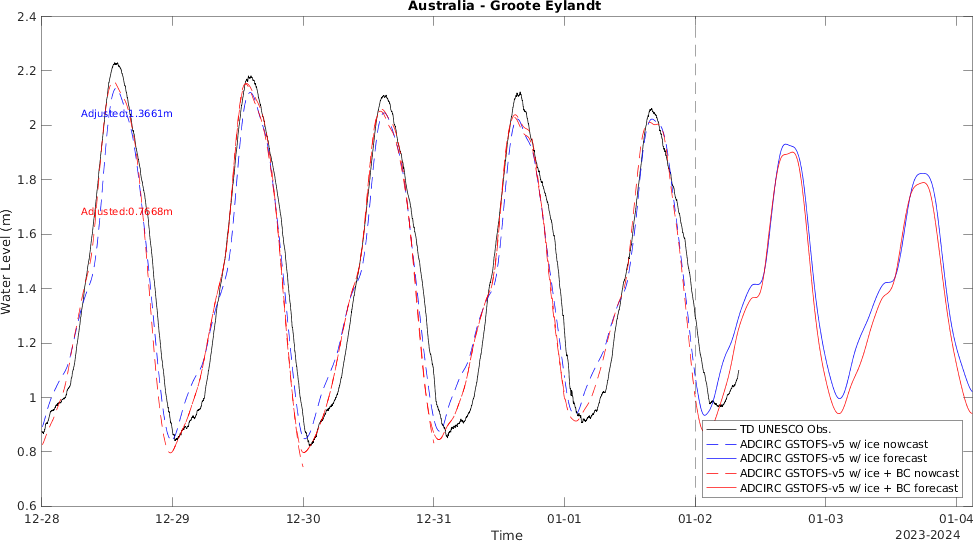 Australia - Groote Eylandt
Water Level (m)
2.4
2.2
2
1.8
1.6
1.4
1.2
1
0.8
0.6
Adjusted:1.3661m
Adjusted:0.7668m
TD UNESCO Obs.
ADCIRC GSTOFS-v5 w/ ice nowcast
ADCIRC GSTOFS-v5 w/ ice forecast
ADCIRC GSTOFS-v5 w/ ice + BC nowcast
ADCIRC GSTOFS-v5 w/ ice + BC forecast
12-28 12-29 12-30 12-31 01-01 01-02 01-03 01-04
Time
2023-2024